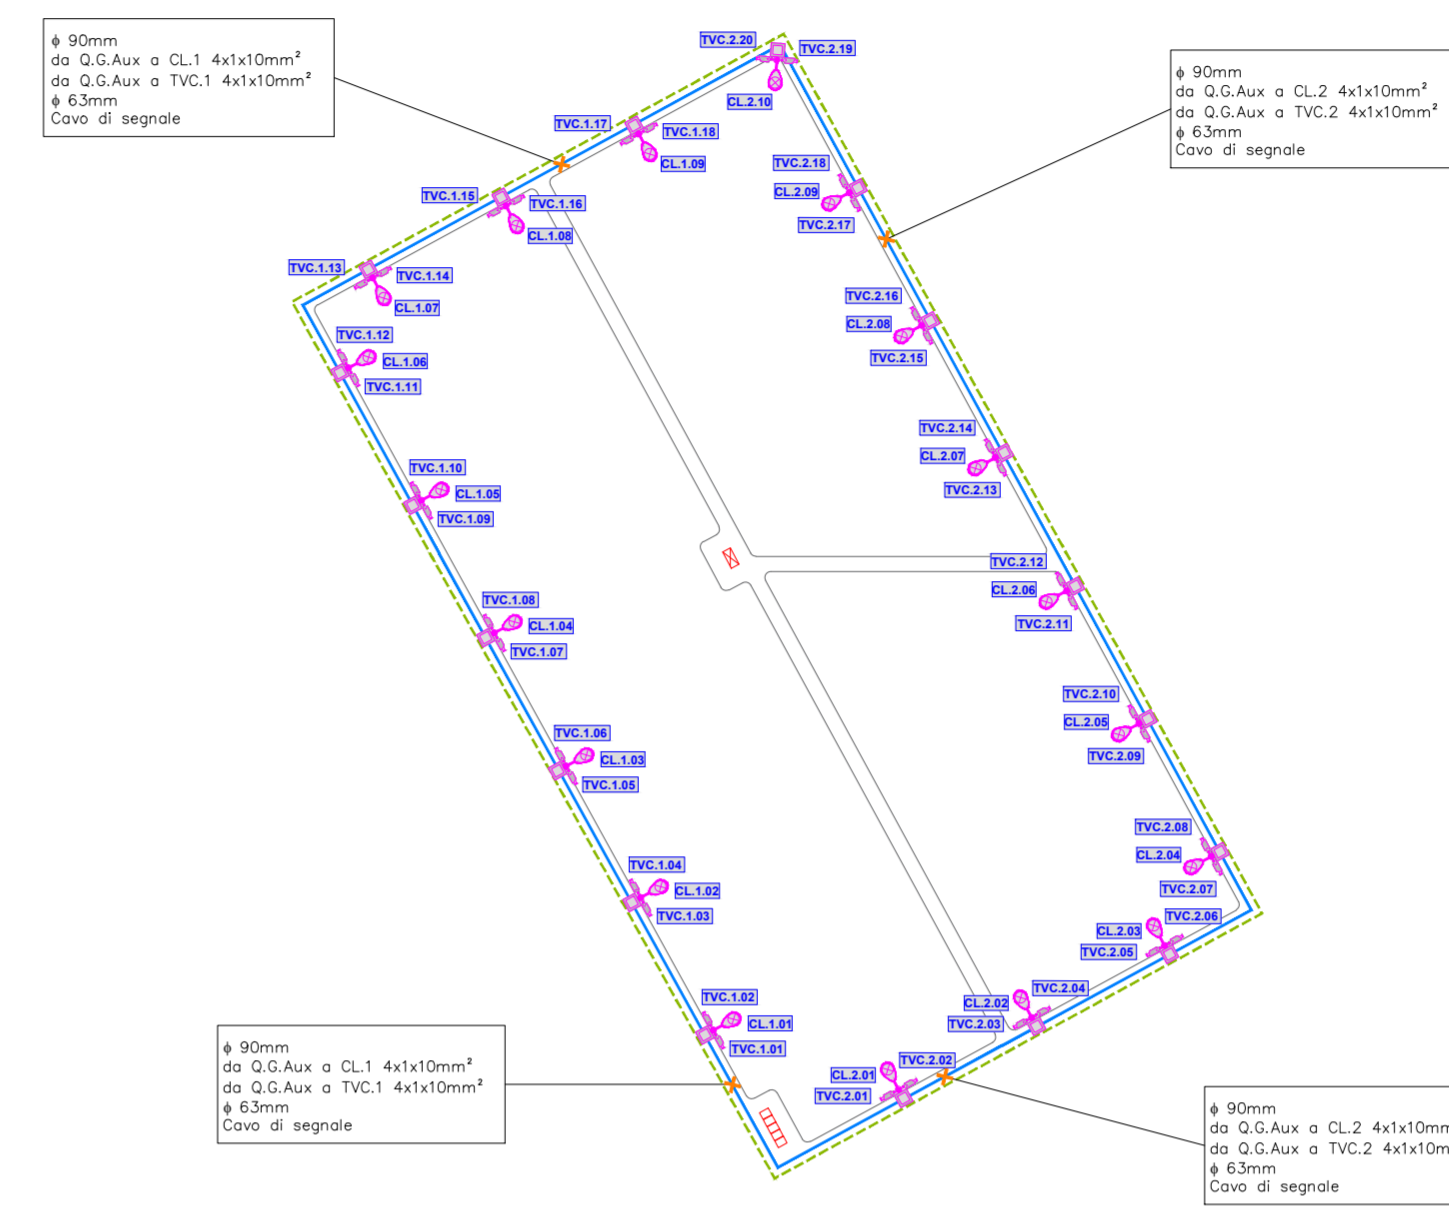 ϕ 90mm
da Q.G.Aux a CL.1 4x1x10mm²
da Q.G.Aux a TVC.1 4x1x10mm²
ϕ 63mm
Cavo di segnale
ϕ 90mm
da Q.G.Aux a CL.2 4x1x10mm²
da Q.G.Aux a TVC.2 4x1x10mm²
ϕ 63mm
Cavo di segnale
TVC.2.20
TVC.2.19
CL.2.10
TVC.1.17
TVC.1.18
CL.1.09
TVC.2.18
CL.2.09
TVC.2.17
TVC.1.15
TVC.1.16
CL.1.08
TVC.1.13
TVC.1.14
CL.1.07
TVC.2.16
CL.2.08
TVC.2.15
TVC.1.12
CL.1.06
TVC.1.11
TVC.2.14
CL.2.07
TVC.2.13
TVC.1.10
CL.1.05
TVC.1.09
TVC.2.12
CL.2.06
TVC.2.11
TVC.1.08
CL.1.04
TVC.1.07
TVC.2.10
CL.2.05
TVC.2.09
TVC.1.06
CL.1.03
TVC.1.05
TVC.2.08
CL.2.04
TVC.2.07
TVC.1.04
CL.1.02
TVC.1.03
TVC.2.06
CL.2.03
TVC.2.05
TVC.1.02
CL.1.01
TVC.1.01
TVC.2.04
CL.2.02
TVC.2.03
TVC.2.02
CL.2.01
TVC.2.01
ϕ 90mm
da Q.G.Aux a CL.1 4x1x10mm²
da Q.G.Aux a TVC.1 4x1x10mm²
ϕ 63mm
Cavo di segnale
ϕ 90mm
da Q.G.Aux a CL.2 4x1x10mm
da Q.G.Aux a TVC.2 4x1x10m
ϕ 63mm
Cavo di segnale